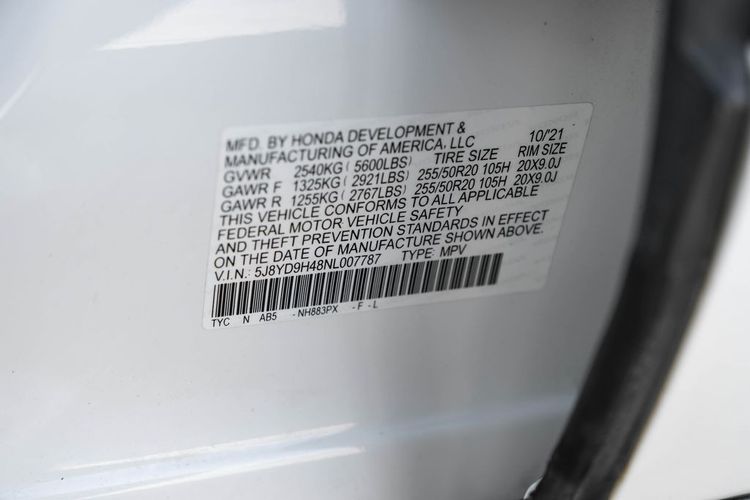 MFD. BY HONDA DEVELOPMENT & 10/'21
MANUFACTURING OF AMERICA, LLC
GVWR 2540KG (5600LBS) TIRE SIZE RIM SIZE
GAWR F 1325KG (2921LBS) 255/50R20 105H 20X9.0J
GAWR R 1255KG (2767LBS) 255/50R20 105H 20X9.0J
THIS VEHICLE CONFORMS TO ALL APPLICABLE
FEDERAL MOTOR VEHICLE SAFETY
AND THEFT PREVENTION STANDARDS IN EFFECT
ON THE DATE OF MANUFACTURE SHOWN ABOVE.
V.I.N.: 5J8YD9H48NL007787 TYPE: MPV
TYC N AB5 -NH883PX -F-L